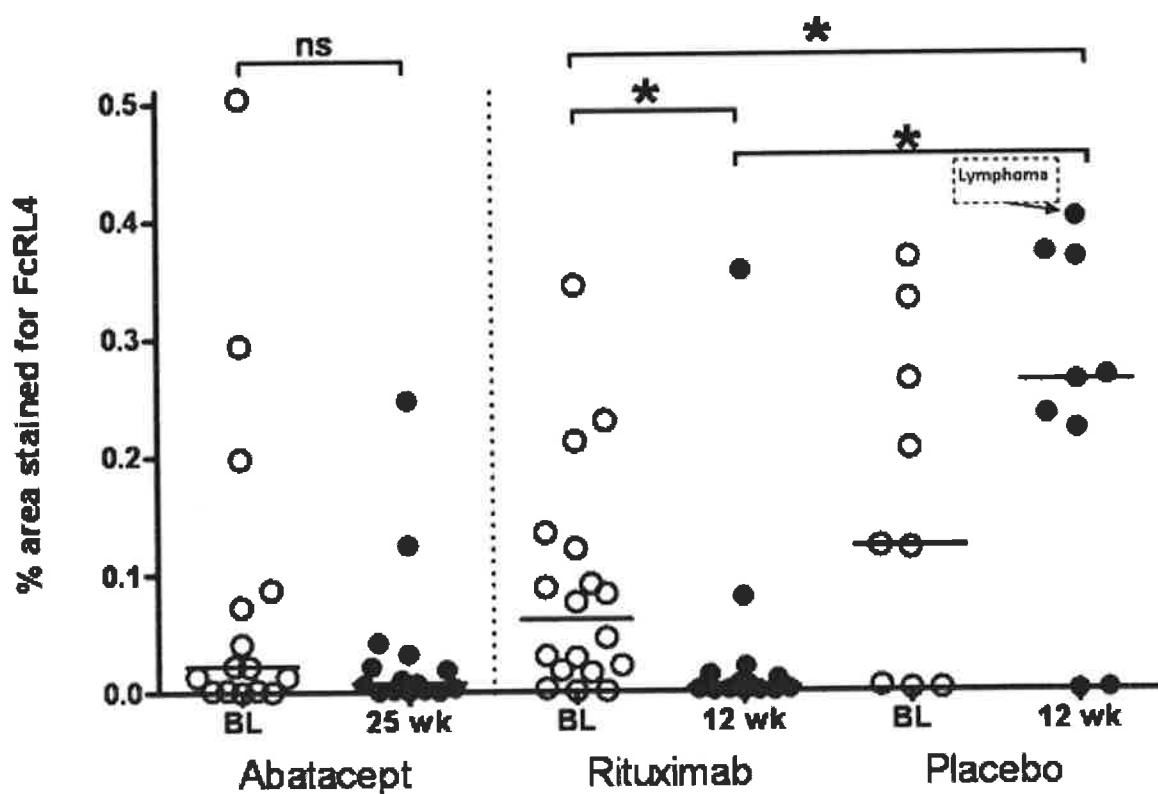 ns
*
*
*
Lymphoma
% area stained for FcRL4
0.5
0.4
0.3
0.2
0.1
0.0
BL
25 wk
BL
12 wk
BL
12 wk
Abatacept
Rituximab
Placebo